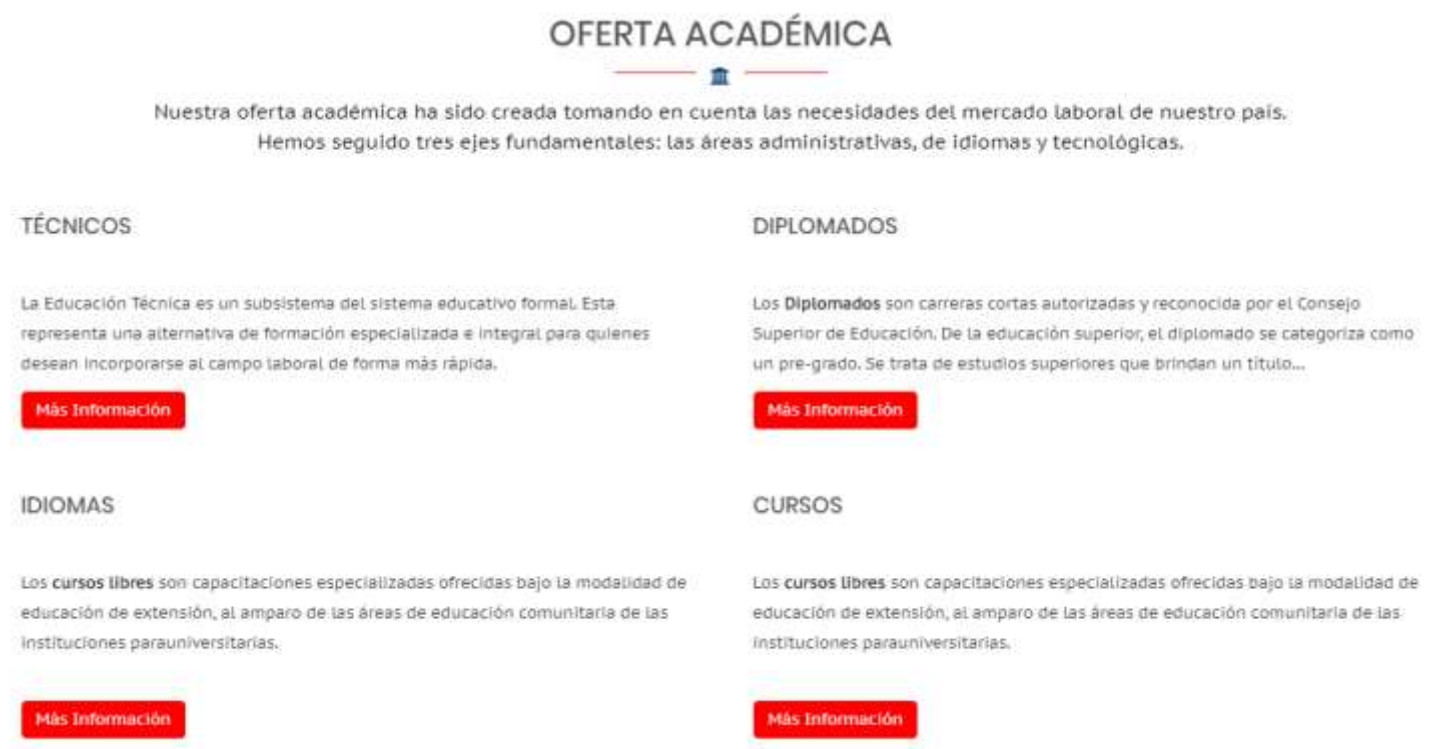 OFERTA ACADÉMICA
Nuestra oferta académica ha sido creada tomando en cuenta las necesidades del mercado laboral de nuestro país.
Hemos seguido tres ejes fundamentales: las áreas administrativas, de idiomas y tecnológicas.
TÉCNICOS
La Educación Técnica es un subsistema del sistema educativo formal. Esta
representa una alternativa de formación especializada e integral para quienes
desean incorporarse al campo laboral de forma más rápida.
Más Información
DIPLOMADOS
Los Diplomados son carreras cortas autorizadas y reconocida por el Consejo
Superior de Educación. De la educación superior, el diplomado se categoriza como
un pre-grado. Se trata de estudios superiores que brindan un título...
Más Información
IDIOMAS
Los cursos libres son capacitaciones especializadas ofrecidas bajo la modalidad de
educación de extensión, al amparo de las áreas de educación comunitaria de las
instituciones parauniversitarias.
Más Información
CURSOS
Los cursos libres son capacitaciones especializadas ofrecidas bajo la modalidad de
educación de extensión, al amparo de las áreas de educación comunitaria de las
instituciones parauniversitarias.
Más Información